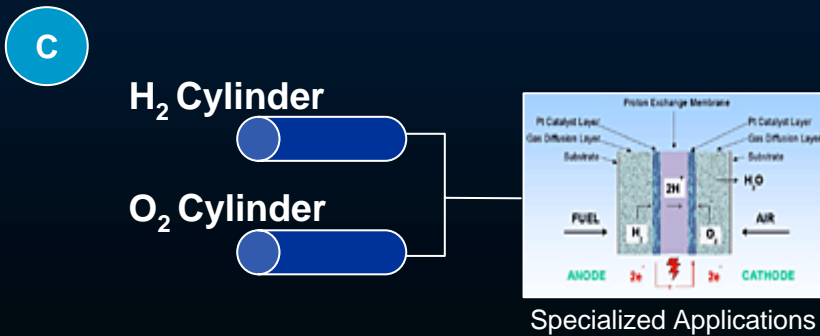 C
H₂ Cylinder
O₂ Cylinder
Proton Exchange Membrane
Pt Catalyst Layer Pt Catalyst Layer
Gas Diffusion Layer Gas Diffusion Layer
Substrate Substrate
H₂O
2H⁺
FUEL AIR
H₂ O₂
ANODE 2e⁻ 2e⁻ CATHODE
Specialized Applications